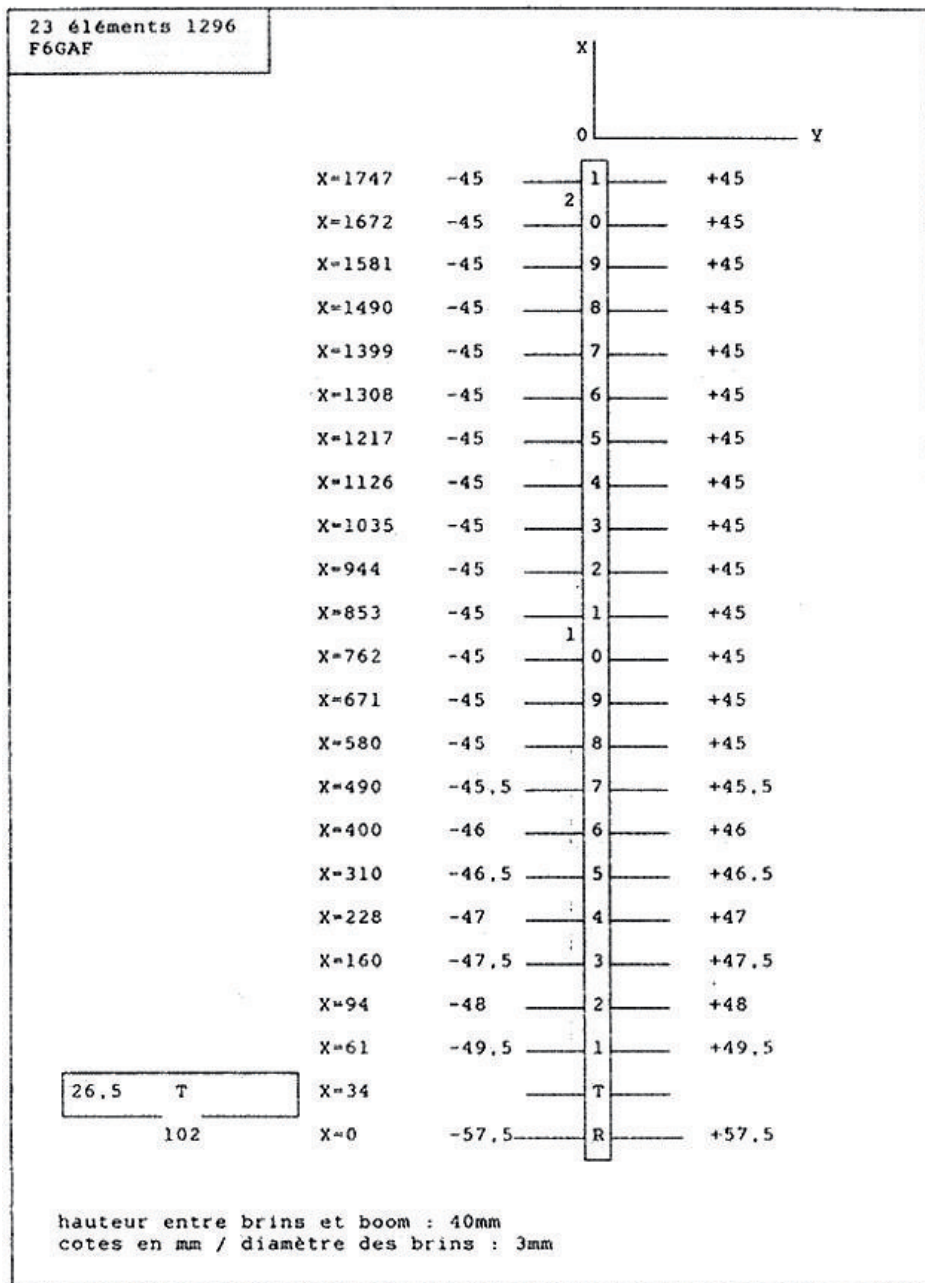 23 éléments 1296
F6GAF
X
O Y
X=1747 -45 1 +45
2
X=1672 -45 0 +45
X=1581 -45 9 +45
X=1490 -45 8 +45
X=1399 -45 7 +45
X=1308 -45 6 +45
X=1217 -45 5 +45
X=1126 -45 4 +45
X=1035 -45 3 +45
X=944 -45 2 +45
X=853 -45 1 +45
1
X=762 -45 0 +45
X=671 -45 9 +45
X=580 -45 8 +45
X=490 -45,5 7 +45,5
X=400 -46 6 +46
X=310 -46,5 5 +46,5
X=228 -47 4 +47
X=160 -47,5 3 +47,5
X=94 -48 2 +48
X=61 -49,5 1 +49,5
26,5 T X=34 T
102 X=0 -57,5 R +57,5
hauteur entre brins et boom : 40mm
cotes en mm / diamètre des brins : 3mm